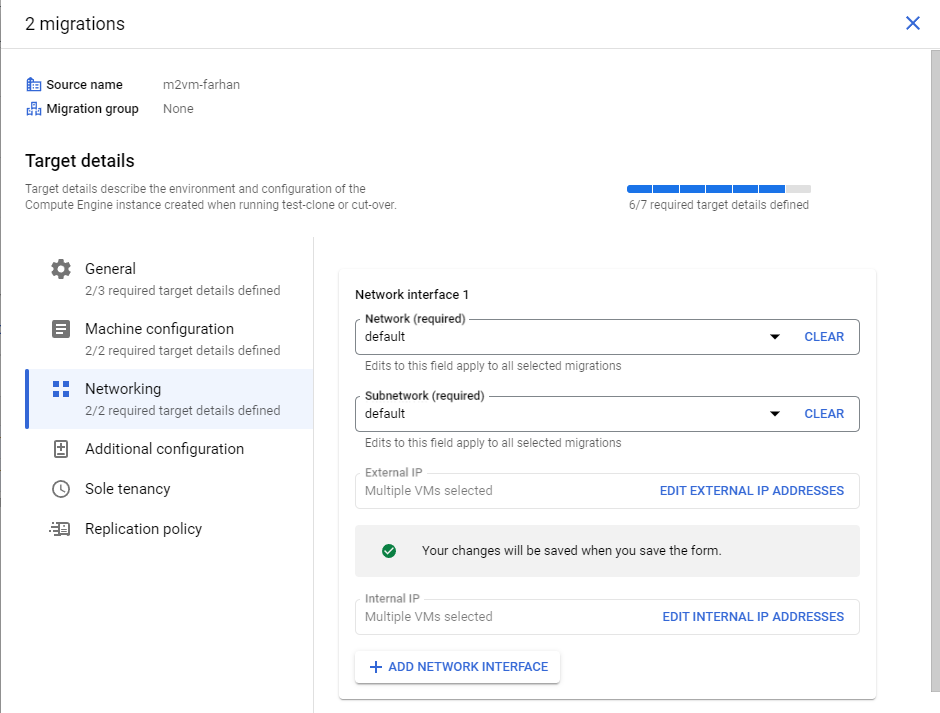 2 migrations
Source name m2vm-farhan
Migration group None
Target details
Target details describe the environment and configuration of the
Compute Engine instance created when running test-clone or cut-over.
6/7 required target details defined
General
2/3 required target details defined
Machine configuration
2/2 required target details defined
Networking
2/2 required target details defined
Additional configuration
Sole tenancy
Replication policy
Network interface 1
Network (required)
default CLEAR
Edits to this field apply to all selected migrations
Subnetwork (required)
default CLEAR
Edits to this field apply to all selected migrations
External IP
Multiple VMs selected EDIT EXTERNAL IP ADDRESSES
Your changes will be saved when you save the form.
Internal IP
Multiple VMs selected EDIT INTERNAL IP ADDRESSES
ADD NETWORK INTERFACE